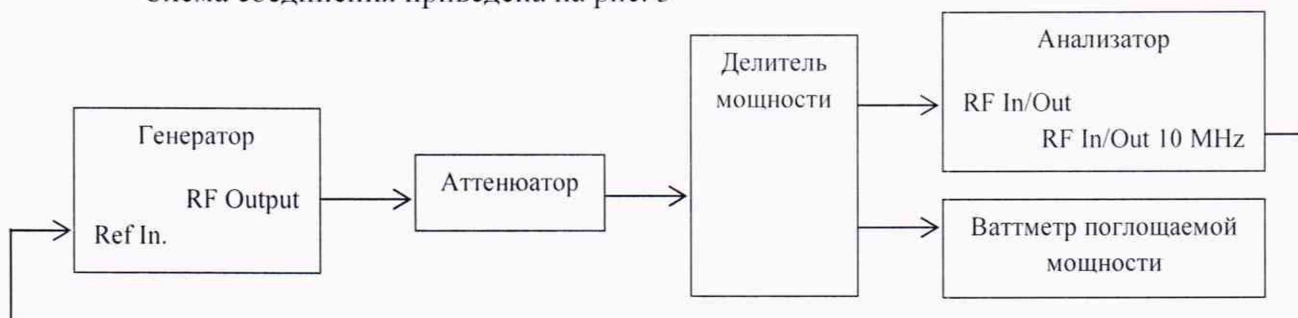 Схема соединения приведена на рис. 3
Генератор
RF Output
Ref In.
Аттенюатор
Делитель
мощности
Анализатор
RF In/Out
RF In/Out 10 MHz
Ваттметр поглощаемой
мощности